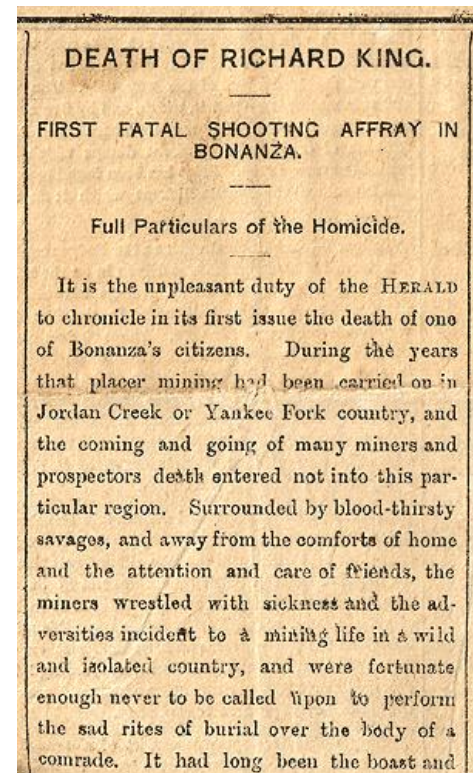 DEATH OF RICHARD KING.
FIRST FATAL SHOOTING AFFRAY IN
BONANZA.
Full Particulars of the Homicide.
It is the unpleasant duty of the HERALD
to chronicle in its first issue the death of one
of Bonanza's citizens. During the years
that placer mining had been carried on in
Jordan Creek or Yankee Fork country, and
the coming and going of many miners and
prospectors death entered not into this par-
ticular region. Surrounded by blood-thirsty
savages, and away from the comforts of home
and the attention and care of friends, the
miners wrestled with sickness and the ad-
versities incident to a mining life in a wild
and isolated country, and were fortunate
enough never to be called upon to perform
the sad rites of burial over the body of a
comrade. It had long been the boast and